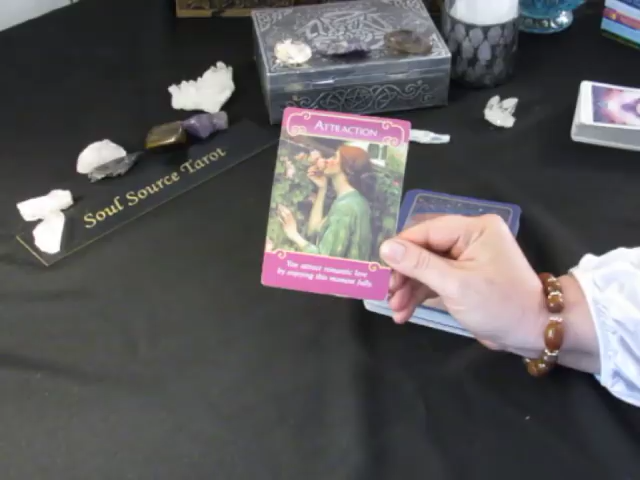 ATTRACTION
Soul Source Tarot
You attract romantic love
by enjoying this moment fully